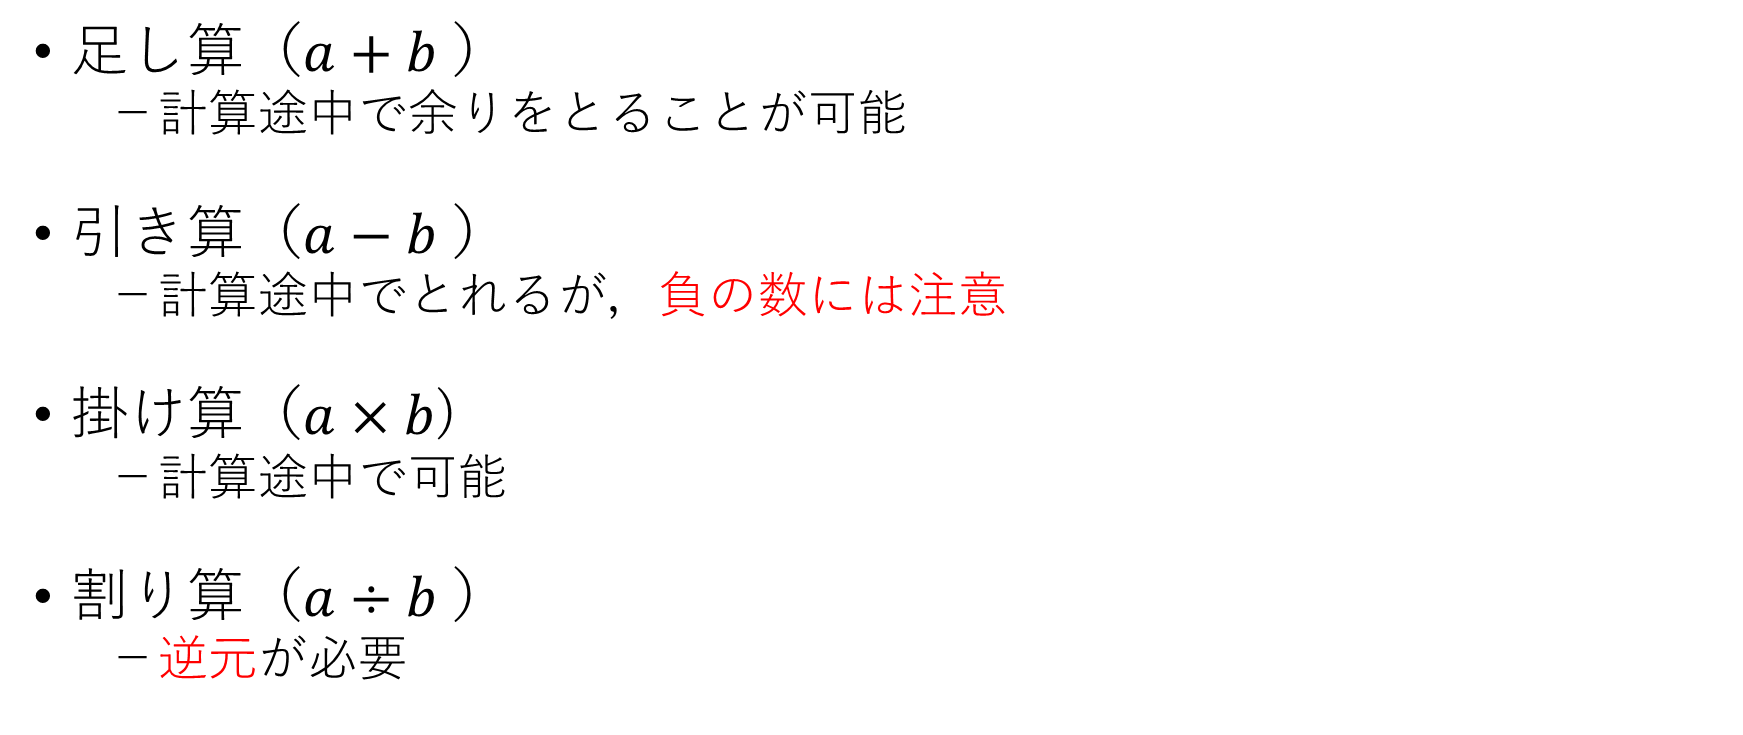 • 足し算（a + b ）
– 計算途中で余りをとることが可能
• 引き算（a − b ）
– 計算途中でとれるが，負の数には注意
• 掛け算（a × b）
– 計算途中で可能
• 割り算（a ÷ b ）
– 逆元が必要